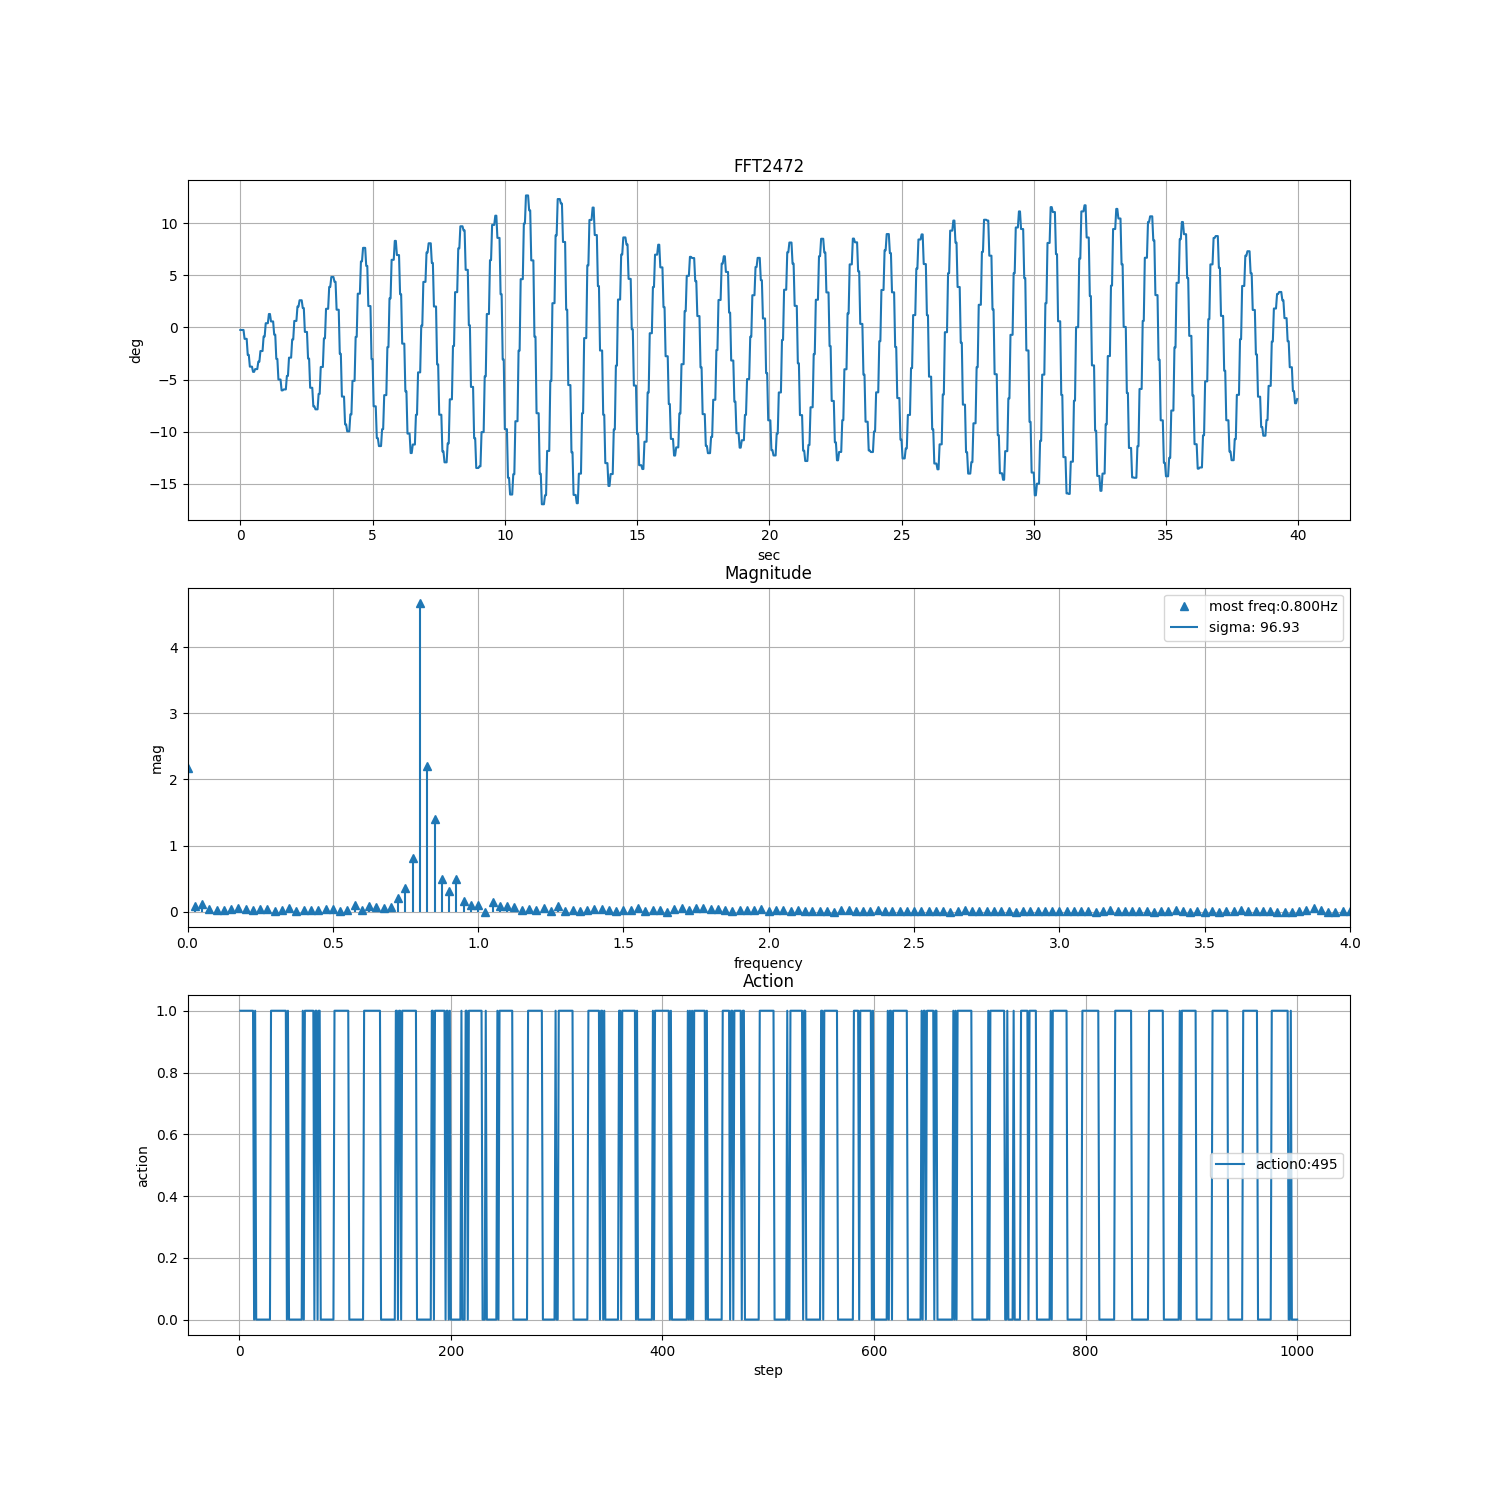 FFT2472
10
5
0
−5
−10
−15
deg
0 5 10 15 20 25 30 35 40
sec
Magnitude
most freq:0.800Hz
sigma: 96.93
4
3
2
1
0
mag
0.0 0.5 1.0 1.5 2.0 2.5 3.0 3.5 4.0
frequency
Action
1.0
0.8
0.6
0.4
0.2
0.0
action
action0:495
0 200 400 600 800 1000
step